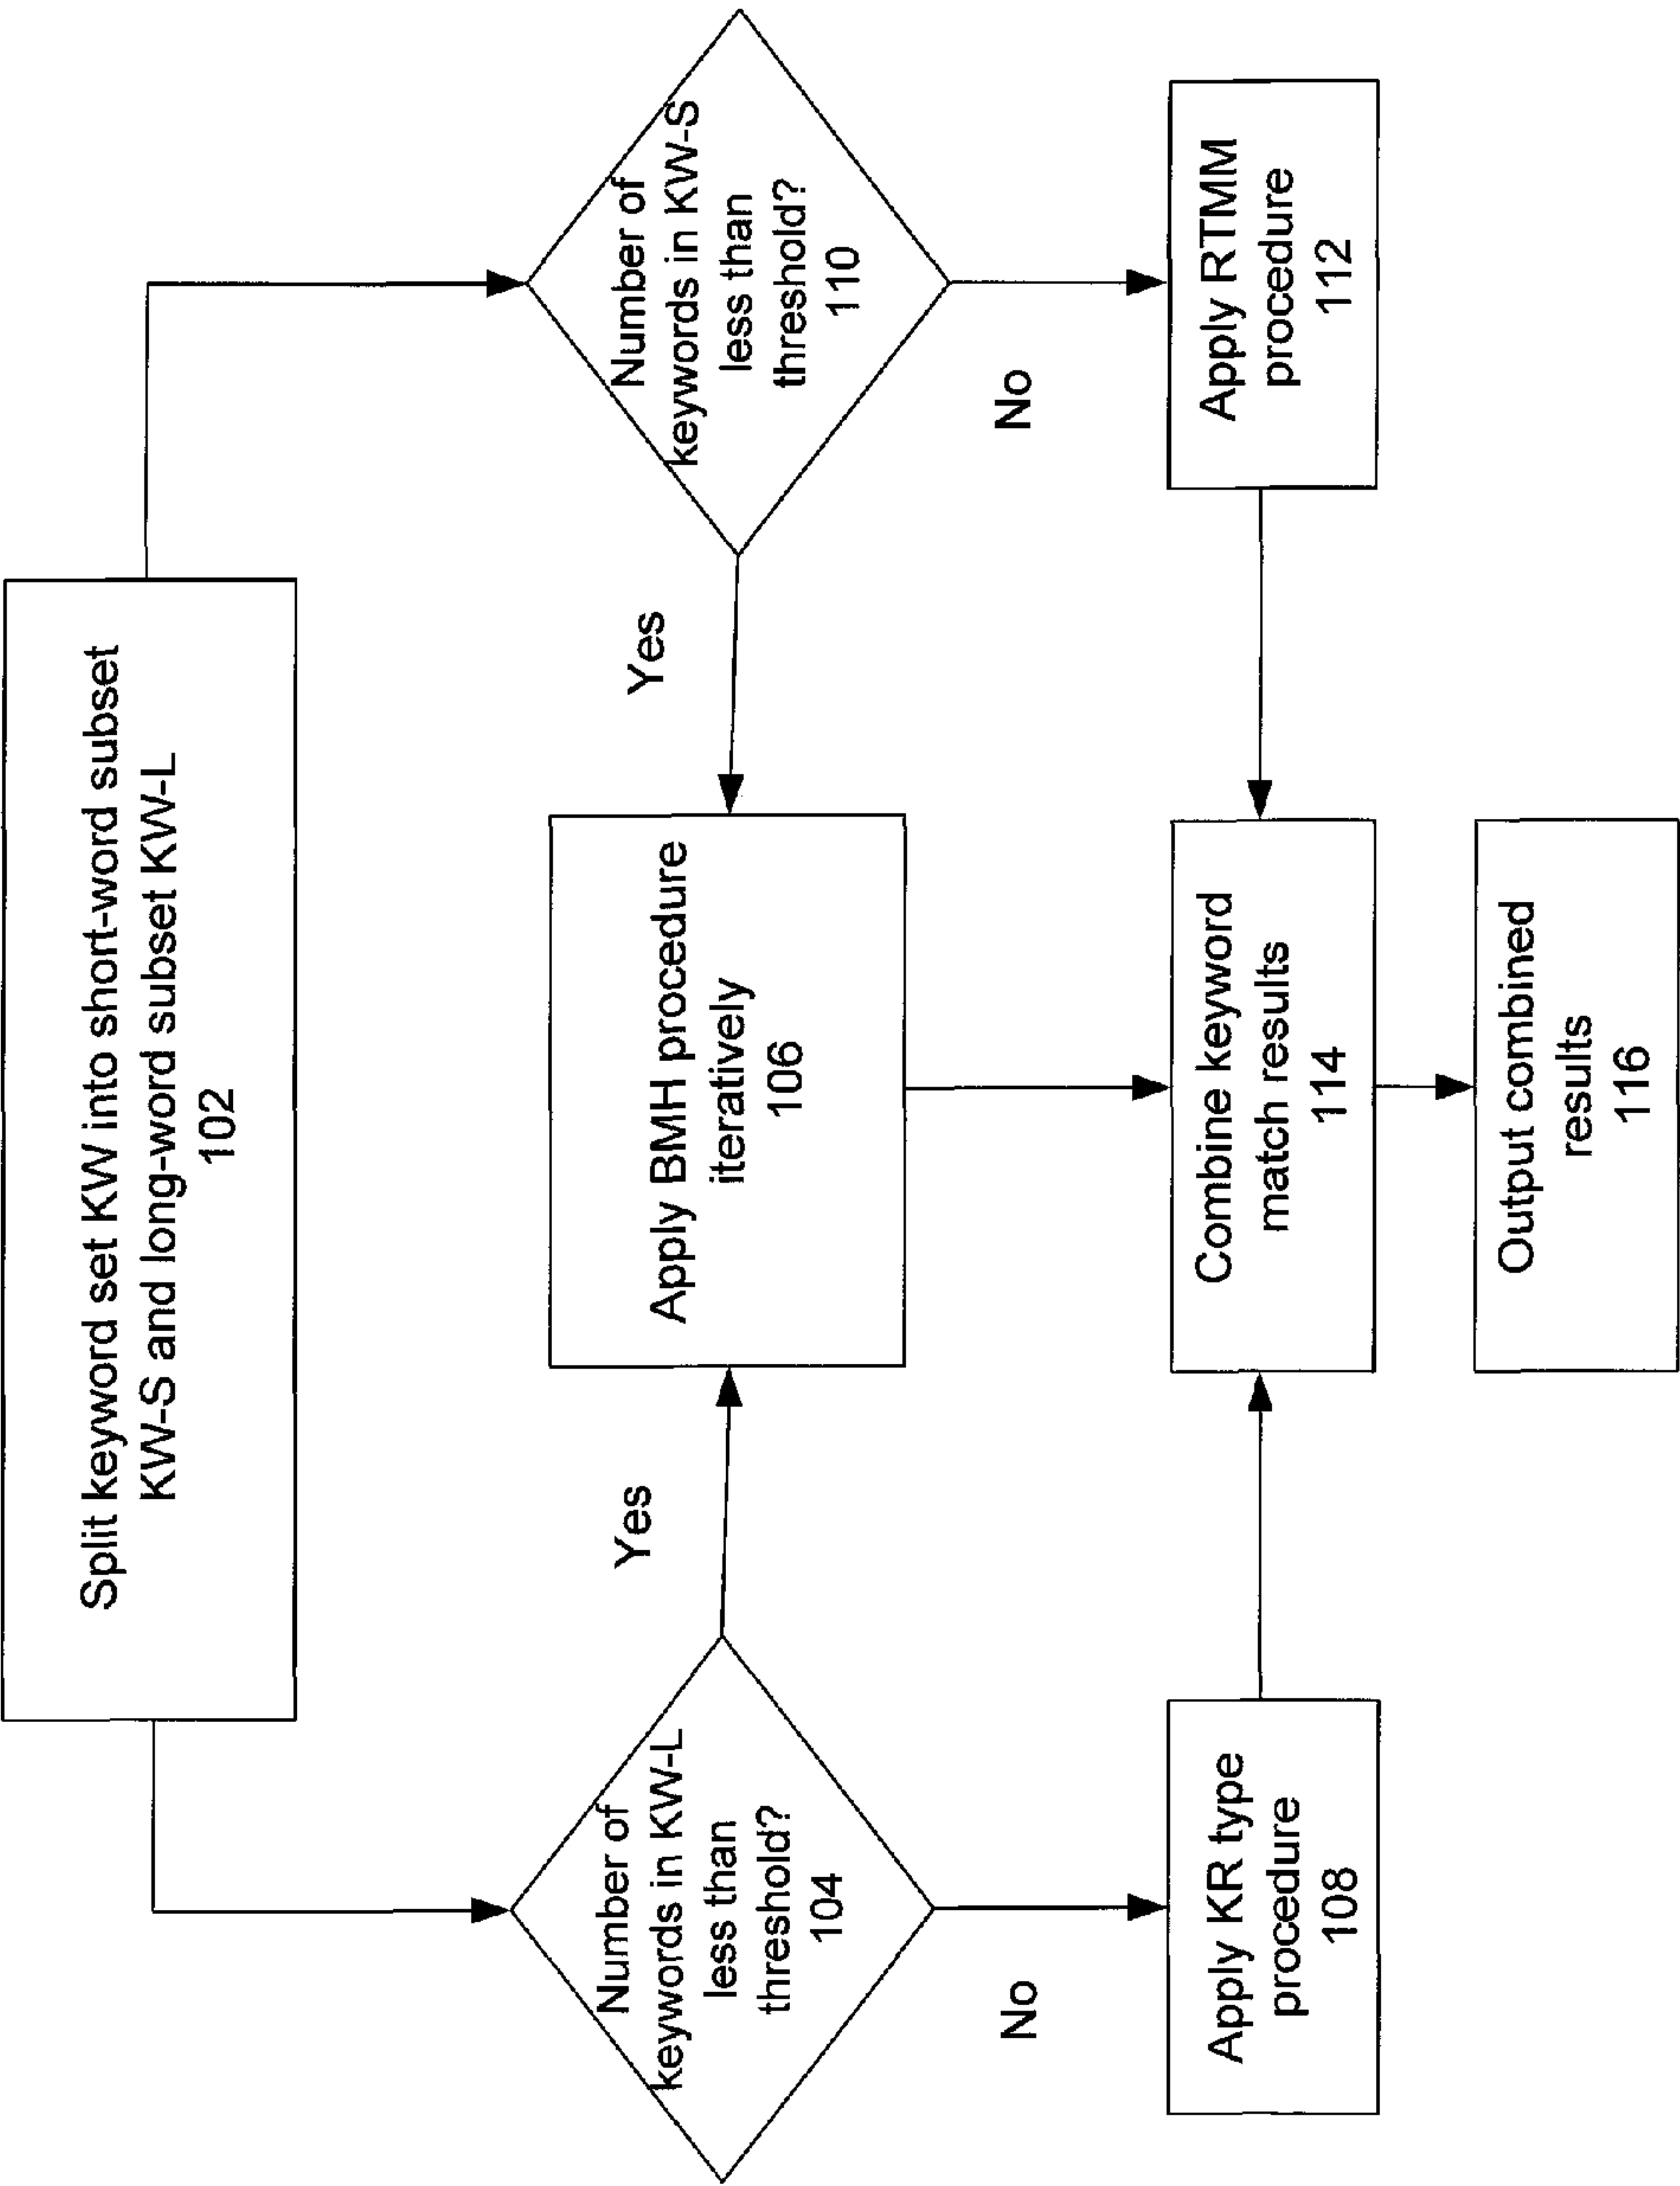 Split keyword set KW into short-word subset
KW-S and long-word subset KW-L
102
Number of
keywords in KW-L
less than
threshold?
104
Yes
No
Apply BMH procedure
iteratively
106
Yes
Number of
keywords in KW-S
less than
threshold?
110
No
Apply KR type
procedure
108
Combine keyword
match results
114
Apply RTMM
procedure
112
Output combined
results
116